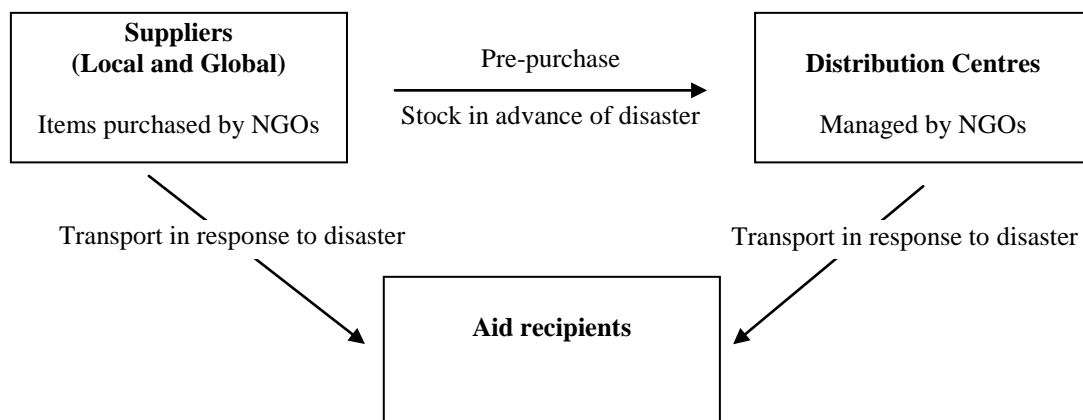 Suppliers
(Local and Global)
Items purchased by NGOs
Pre-purchase
Stock in advance of disaster
Distribution Centres
Managed by NGOs
Transport in response to disaster
Transport in response to disaster
Aid recipients